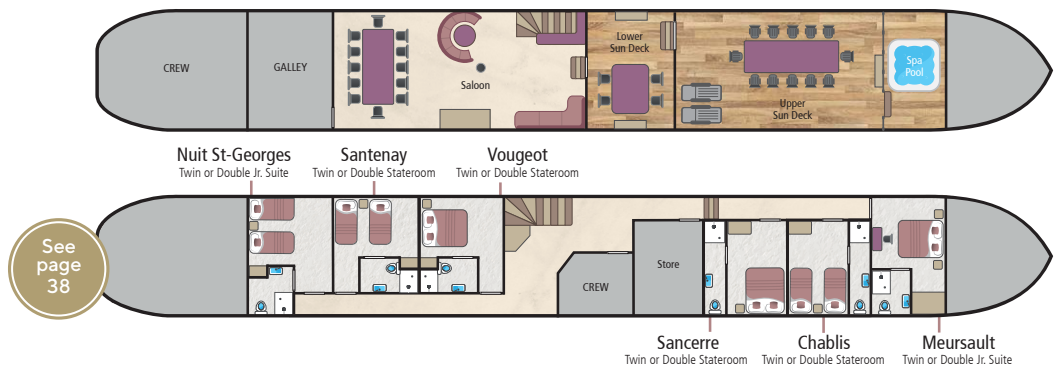 CREW
GALLEY
Saloon
Lower
Sun Deck
Upper
Sun Deck
Spa
Pool
Nuit St-Georges
Twin or Double Jr. Suite
Santenay
Twin or Double Stateroom
Vougeot
Twin or Double Stateroom
See
page
38
CREW
Store
Sancerre
Twin or Double Stateroom
Chablis
Twin or Double Stateroom
Meursault
Twin or Double Jr. Suite